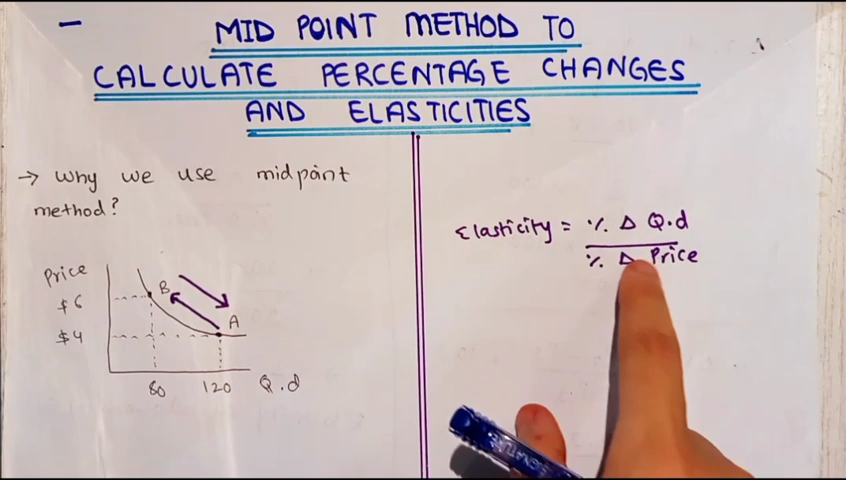 MID POINT METHOD TO
CALCULATE PERCENTAGE CHANGES
AND ELASTICITIES
→ Why we use midpoint
method?
Price
$6
$4
B
A
80 120 Q.d
Elasticity = % Δ Q.d
% Δ Price
SIGNATURE